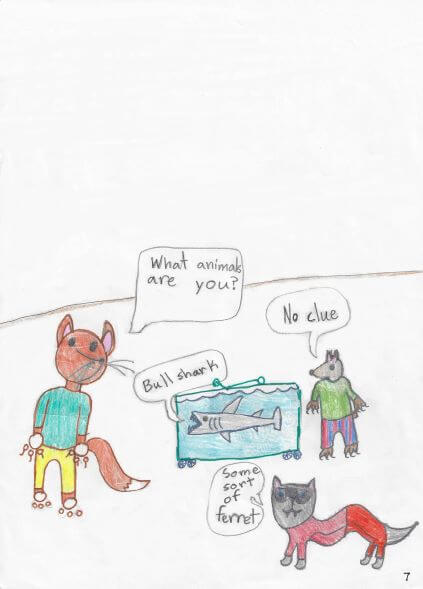 What animals
are you?
No clue
Bull shark
Some
sort
of
ferret
7